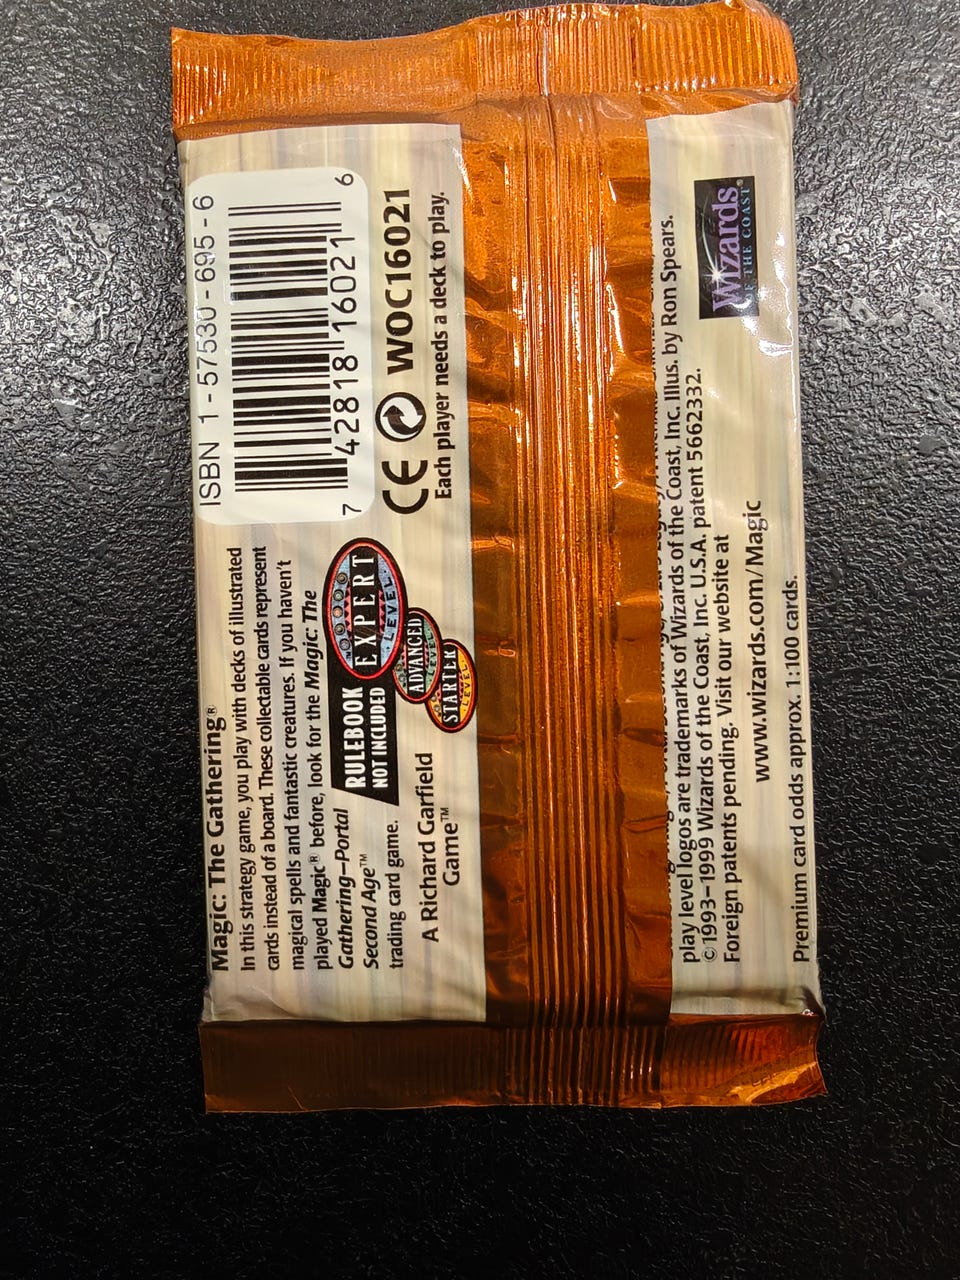 Magic: The Gathering®
In this strategy game, you play with decks of illustrated
cards instead of a board. These collectable cards represent
magical spells and fantastic creatures. If you haven't
played Magic® before, look for the Magic: The
Gathering–Portal
Second Age™
trading card game.
A Richard Garfield
Game™
RULEBOOK
NOT INCLUDED
EXPERT
LEVEL
ADVANCED
LEVEL
STARTER
LEVEL
ISBN 1-57530-695-6
7 42818 16021 6
CE WOC16021
Each player needs a deck to play.
play level logos are trademarks of Wizards of the Coast, Inc. Illus. by Ron Spears.
©1993–1999 Wizards of the Coast, Inc. U.S.A. patent 5662332.
Foreign patents pending. Visit our website at
www.wizards.com/Magic
Premium card odds approx. 1:100 cards.
Wizards®
OF THE COAST